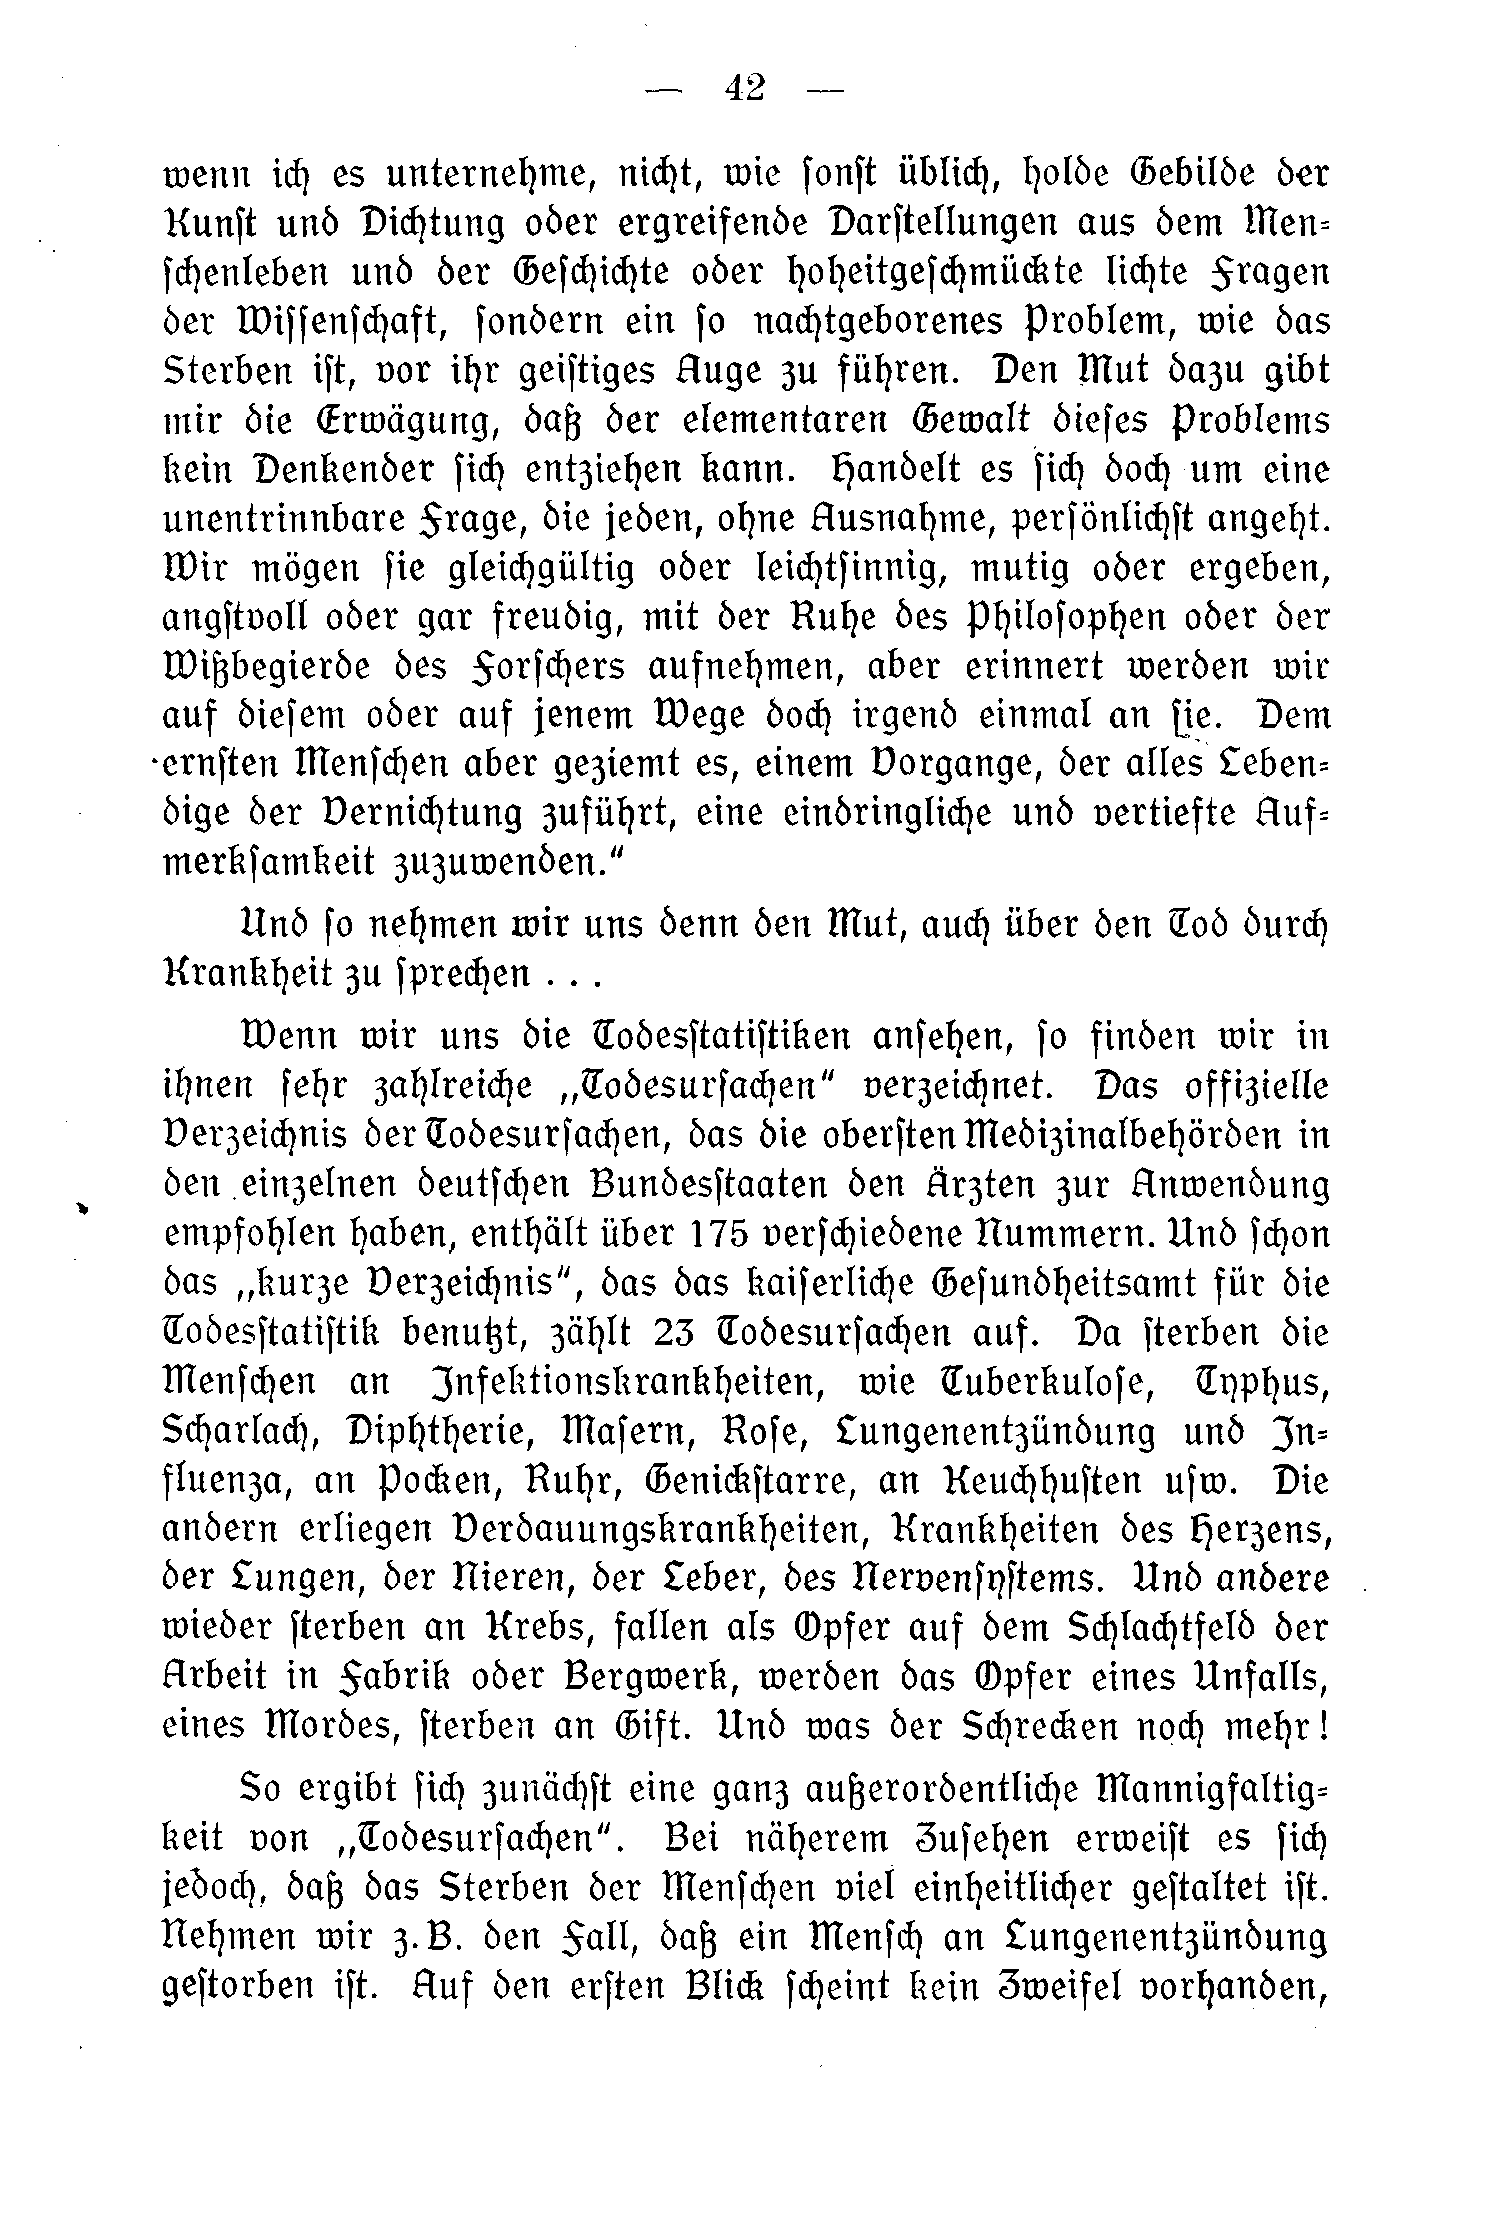 — 42 —
wenn ich es unternehme, nicht, wie ſonſt üblich, holde Gebilde der
Kunſt und Dichtung oder ergreifende Darſtellungen aus dem Men⸗
ſchenleben und der Geſchichte oder hoheitgeſchmückte lichte Fragen
der Wiſſenſchaft, ſondern ein ſo nachtgeborenes Problem, wie das
Sterben iſt, vor ihr geiſtiges Auge zu führen. Den Mut dazu gibt
mir die Erwägung, daß der elementaren Gewalt dieſes Problems
kein Denkender ſich entziehen kann. Handelt es ſich doch um eine
unentrinnbare Frage, die jeden, ohne Ausnahme, perſönlichſt angeht.
Wir mögen ſie gleichgültig oder leichtſinnig, mutig oder ergeben,
angſtvoll oder gar freudig, mit der Ruhe des Philoſophen oder der
Wißbegierde des Forſchers aufnehmen, aber erinnert werden wir
auf dieſem oder auf jenem Wege doch irgend einmal an ſie. Dem
ernſten Menſchen aber geziemt es, einem Vorgange, der alles Leben⸗
dige der Vernichtung zuführt, eine eindringliche und vertiefte Auf⸗
merkſamkeit zuzuwenden.“
Und ſo nehmen wir uns denn den Mut, auch über den Tod durch
Krankheit zu ſprechen . . .
Wenn wir uns die Todesſtatiſtiken anſehen, ſo finden wir in
ihnen ſehr zahlreiche „Todesurſachen“ verzeichnet. Das offizielle
Verzeichnis der Todesurſachen, das die oberſten Medizinalbehörden in
den einzelnen deutſchen Bundesſtaaten den Ärzten zur Anwendung
empfohlen haben, enthält über 175 verſchiedene Nummern. Und ſchon
das „kurze Verzeichnis“, das das kaiſerliche Geſundheitsamt für die
Todesſtatiſtik benutzt, zählt 23 Todesurſachen auf. Da ſterben die
Menſchen an Infektionskrankheiten, wie Tuberkuloſe, Typhus,
Scharlach, Diphtherie, Maſern, Roſe, Lungenentzündung und In⸗
fluenza, an Pocken, Ruhr, Genickſtarre, an Keuchhuſten uſw. Die
andern erliegen Verdauungskrankheiten, Krankheiten des Herzens,
der Lungen, der Nieren, der Leber, des Nervenſyſtems. Und andere
wieder ſterben an Krebs, fallen als Opfer auf dem Schlachtfeld der
Arbeit in Fabrik oder Bergwerk, werden das Opfer eines Unfalls,
eines Mordes, ſterben an Gift. Und was der Schrecken noch mehr!
So ergibt ſich zunächſt eine ganz außerordentliche Mannigfaltig⸗
keit von „Todesurſachen“. Bei näherem Zuſehen erweiſt es ſich
jedoch, daß das Sterben der Menſchen viel einheitlicher geſtaltet iſt.
Nehmen wir z. B. den Fall, daß ein Menſch an Lungenentzündung
geſtorben iſt. Auf den erſten Blick ſcheint kein Zweifel vorhanden,